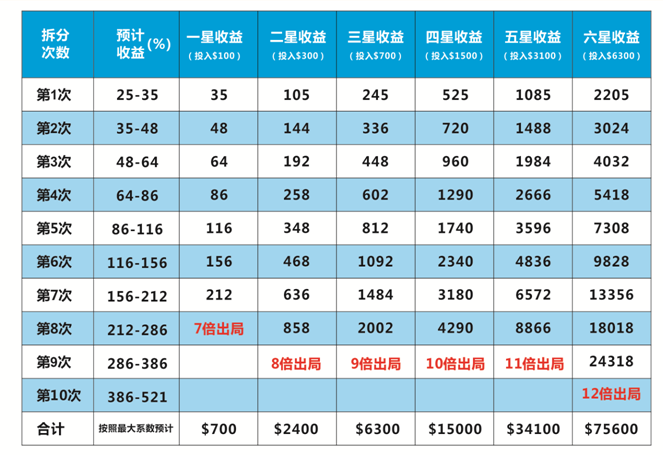 拆分次数 预计收益(%) 一星收益（投入$100） 二星收益（投入$300） 三星收益（投入$700） 四星收益（投入$1500） 五星收益（投入$3100） 六星收益（投入$6300）
第1次 25-35 35 105 245 525 1085 2205
第2次 35-48 48 144 336 720 1488 3024
第3次 48-64 64 192 448 960 1984 4032
第4次 64-86 86 258 602 1290 2666 5418
第5次 86-116 116 348 812 1740 3596 7308
第6次 116-156 156 468 1092 2340 4836 9828
第7次 156-212 212 636 1484 3180 6572 13356
第8次 212-286 7倍出局 858 2002 4290 8866 18018
第9次 286-386 8倍出局 9倍出局 10倍出局 11倍出局 24318
第10次 386-521 12倍出局
合计 按照最大系数预计 $700 $2400 $6300 $15000 $34100 $75600